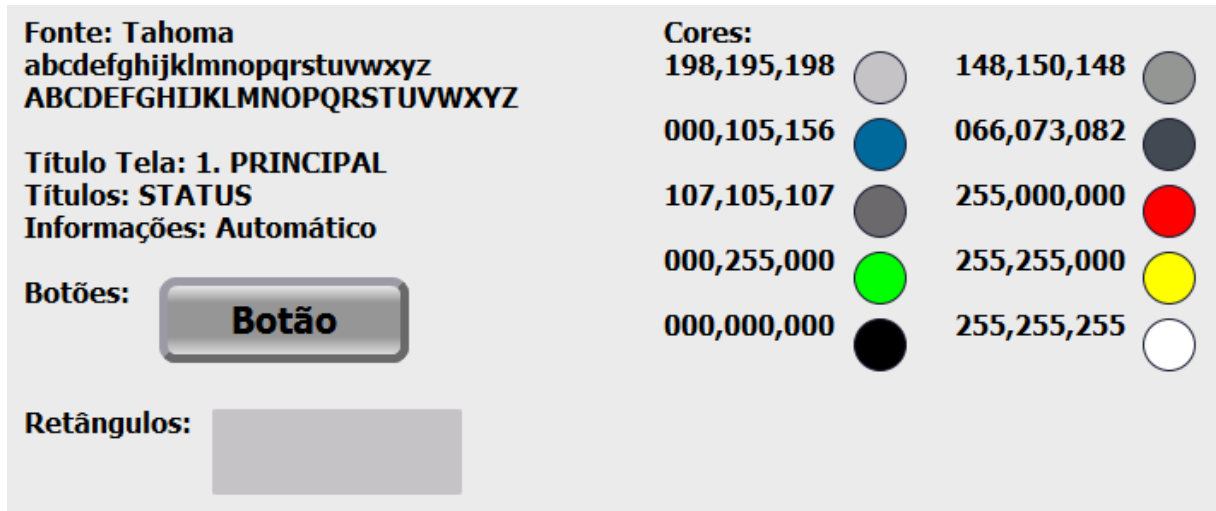 Fonte: Tahoma
abcdefghijklmnopqrstuvwxyz
ABCDEFGHIJKLMNOPQRSTUVWXYZ
Título Tela: 1. PRINCIPAL
Títulos: STATUS
Informações: Automático
Botões:
Botão
Retângulos:
Cores:
198,195,198
148,150,148
000,105,156
066,073,082
107,105,107
255,000,000
000,255,000
255,255,000
000,000,000
255,255,255